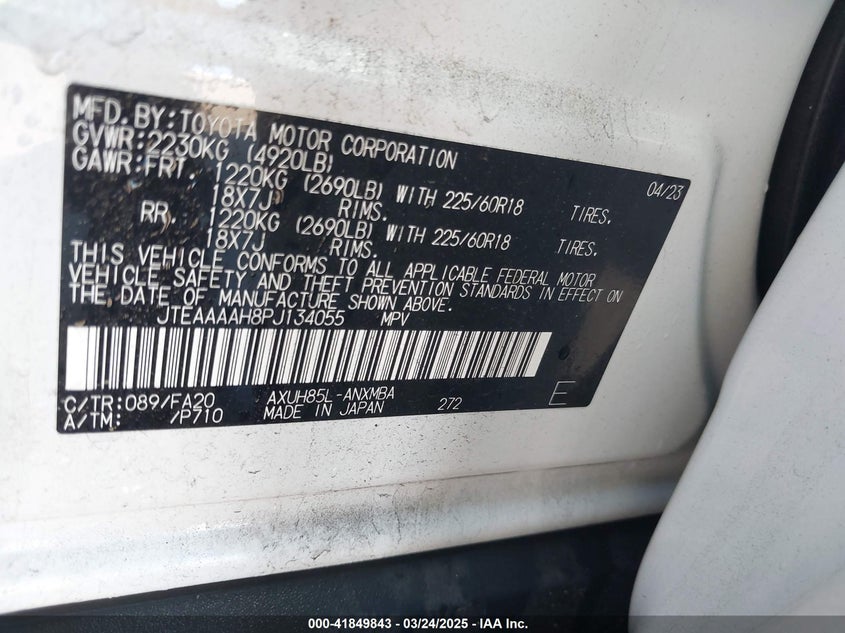 MFD.BY:TOYOTA MOTOR CORPORATION
GVWR:2230KG (4920LB) 04/23
GAWR:FRT. 1220KG (2690LB) WITH 225/60R18 TIRES.
18X7J RIMS.
RR. 1220KG (2690LB) WITH 225/60R18 TIRES.
18X7J RIMS.
THIS VEHICLE CONFORMS TO ALL APPLICABLE FEDERAL MOTOR
VEHICLE SAFETY AND THEFT PREVENTION STANDARDS IN EFFECT ON
THE DATE OF MANUFACTURE SHOWN ABOVE.
JTEAAAAH8PJ134055 MPV
C/TR:089/FA20 AXUH85L-ANXMBA
A/TM: /P710 MADE IN JAPAN 272 E
000-41849843 - 03/24/2025 - IAA Inc.